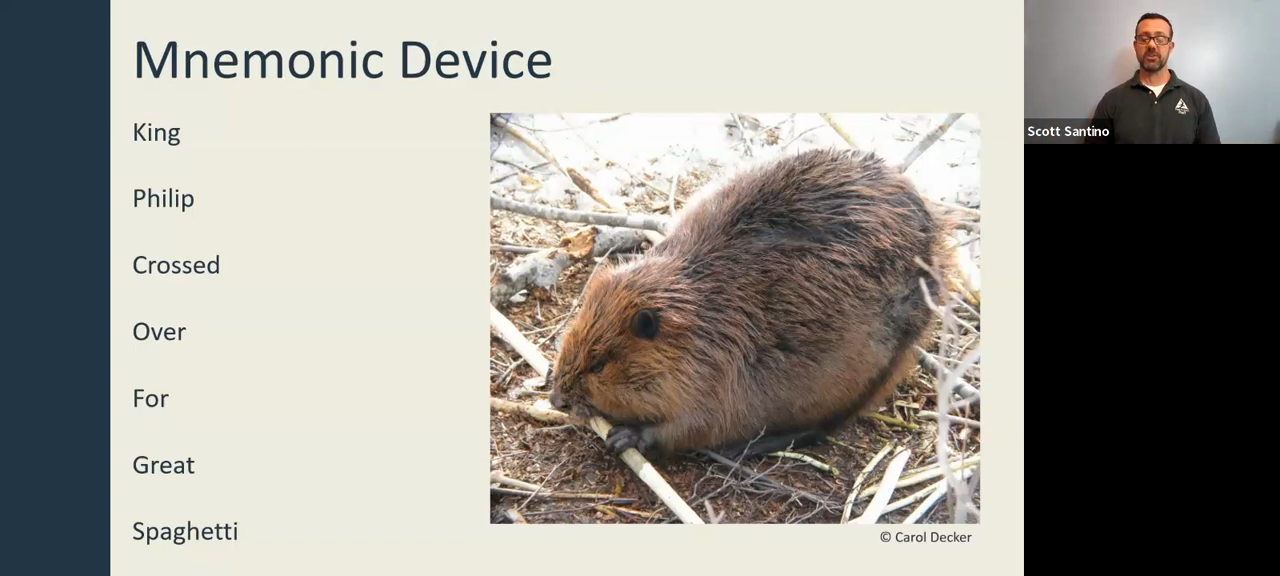 Mnemonic Device
King
Philip
Crossed
Over
For
Great
Spaghetti
© Carol Decker
Scott Santino